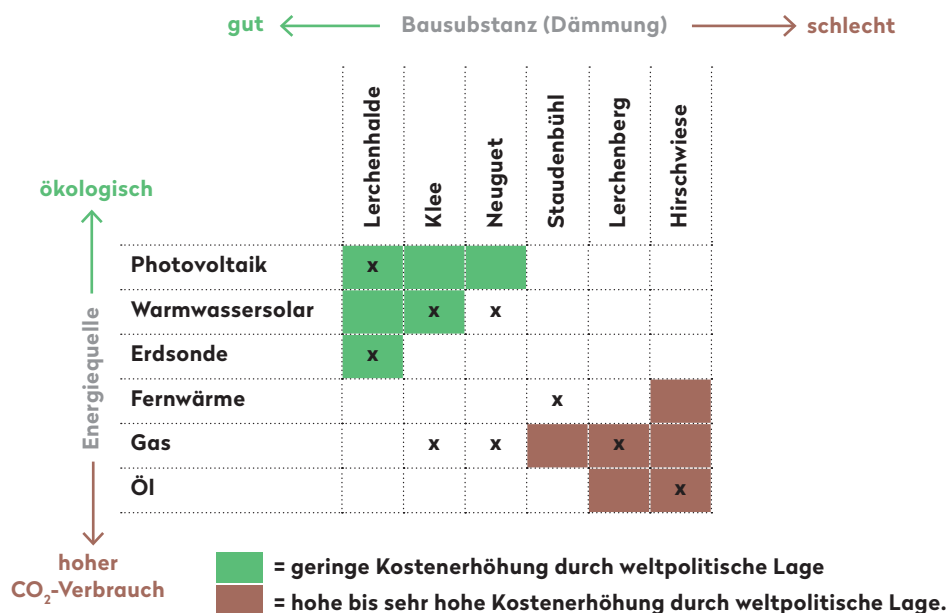 gut Bausubstanz (Dämmung) schlecht
Lerchenhalde
Klee
Neuguet
Staudenbühl
Lerchenberg
Hirschwiese
ökologisch
Energiequelle
hoher
CO₂-Verbrauch
Photovoltaik x
Warmwassersolar x x
Erdsonde x
Fernwärme x
Gas x x x
Öl x
= geringe Kostenerhöhung durch weltpolitische Lage
= hohe bis sehr hohe Kostenerhöhung durch weltpolitische Lage.